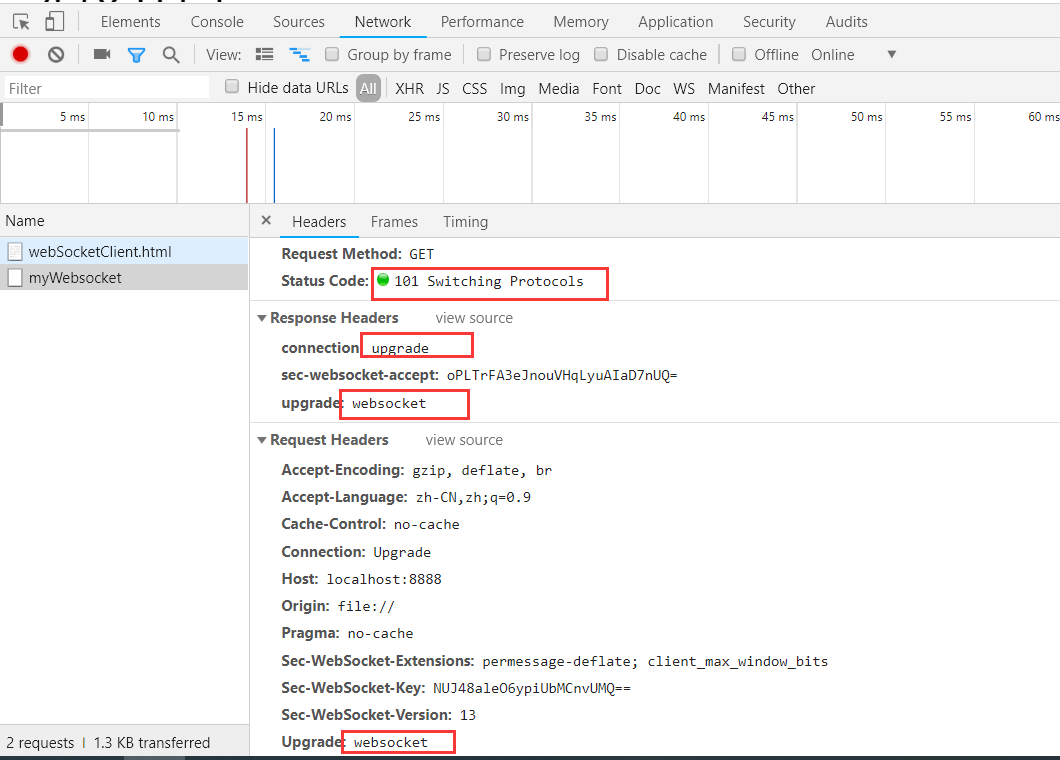 Elements Console Sources Network Performance Memory Application Security Audits
View: Group by frame Preserve log Disable cache Offline Online
Filter Hide data URLs All XHR JS CSS Img Media Font Doc WS Manifest Other
5 ms 10 ms 15 ms 20 ms 25 ms 30 ms 35 ms 40 ms 45 ms 50 ms 55 ms 60 ms
Name
webSocketClient.html
myWebsocket
2 requests | 1.3 KB transferred
× Headers Frames Timing
Request Method: GET
Status Code: 101 Switching Protocols
Response Headers view source
connection upgrade
sec-websocket-accept: oPLTrFA3eJnouVHqLyuAIaD7nUQ=
upgrade: websocket
Request Headers view source
Accept-Encoding: gzip, deflate, br
Accept-Language: zh-CN,zh;q=0.9
Cache-Control: no-cache
Connection: Upgrade
Host: localhost:8888
Origin: file://
Pragma: no-cache
Sec-WebSocket-Extensions: permessage-deflate; client_max_window_bits
Sec-WebSocket-Key: NUJ48aleO6ypiUbMCnvUMQ==
Sec-WebSocket-Version: 13
Upgrade: websocket